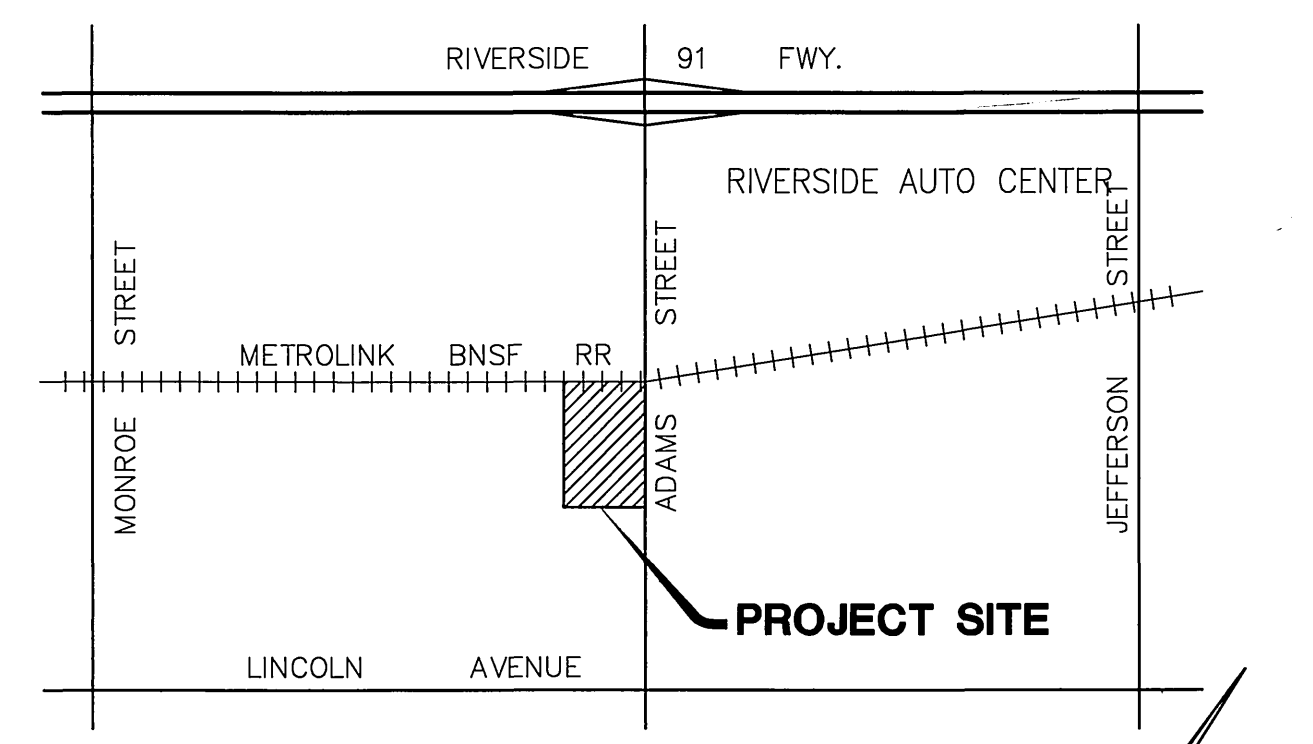 RIVERSIDE 91 FWY.
RIVERSIDE AUTO CENTER
MONROE STREET
METROLINK BNSF RR
ADAMS STREET
JEFFERSON STREET
PROJECT SITE
LINCOLN AVENUE